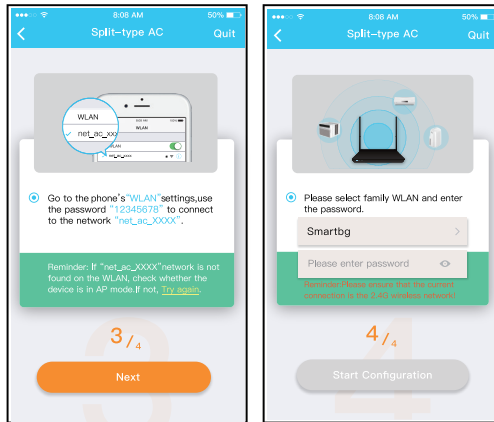 8:08 AM
50%
Split-type AC
Quit
WLAN
net_ac_xxx
WLAN
WLAN
Go to the phone's"WLAN"settings,use
the password "12345678" to connect
to the network "net_ac_XXXX".
Reminder: If "net_ac_XXXX"network is not
found on the WLAN, check whether the
device is in AP mode.If not, Try again.
3/4
Next
8:08 AM
50%
Split-type AC
Quit
Please select family WLAN and enter
the password.
Smartbg
Please enter password
Reminder:Please ensure that the current
connection is the 2.4G wireless network!
4/4
Start Configuration